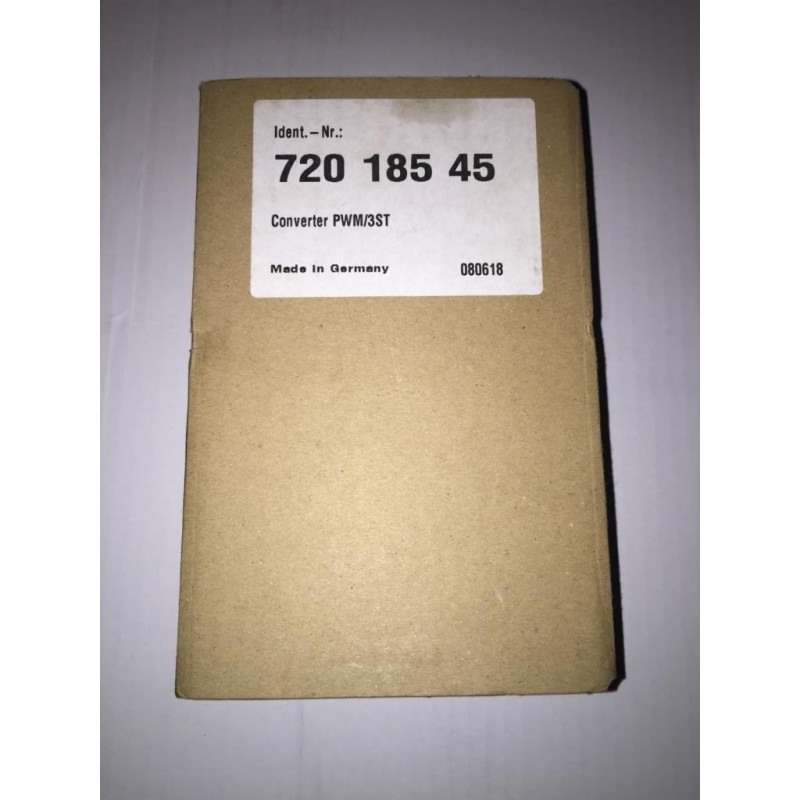 Ident.–Nr.:
720 185 45
Converter PWM/3ST
Made in Germany 080618